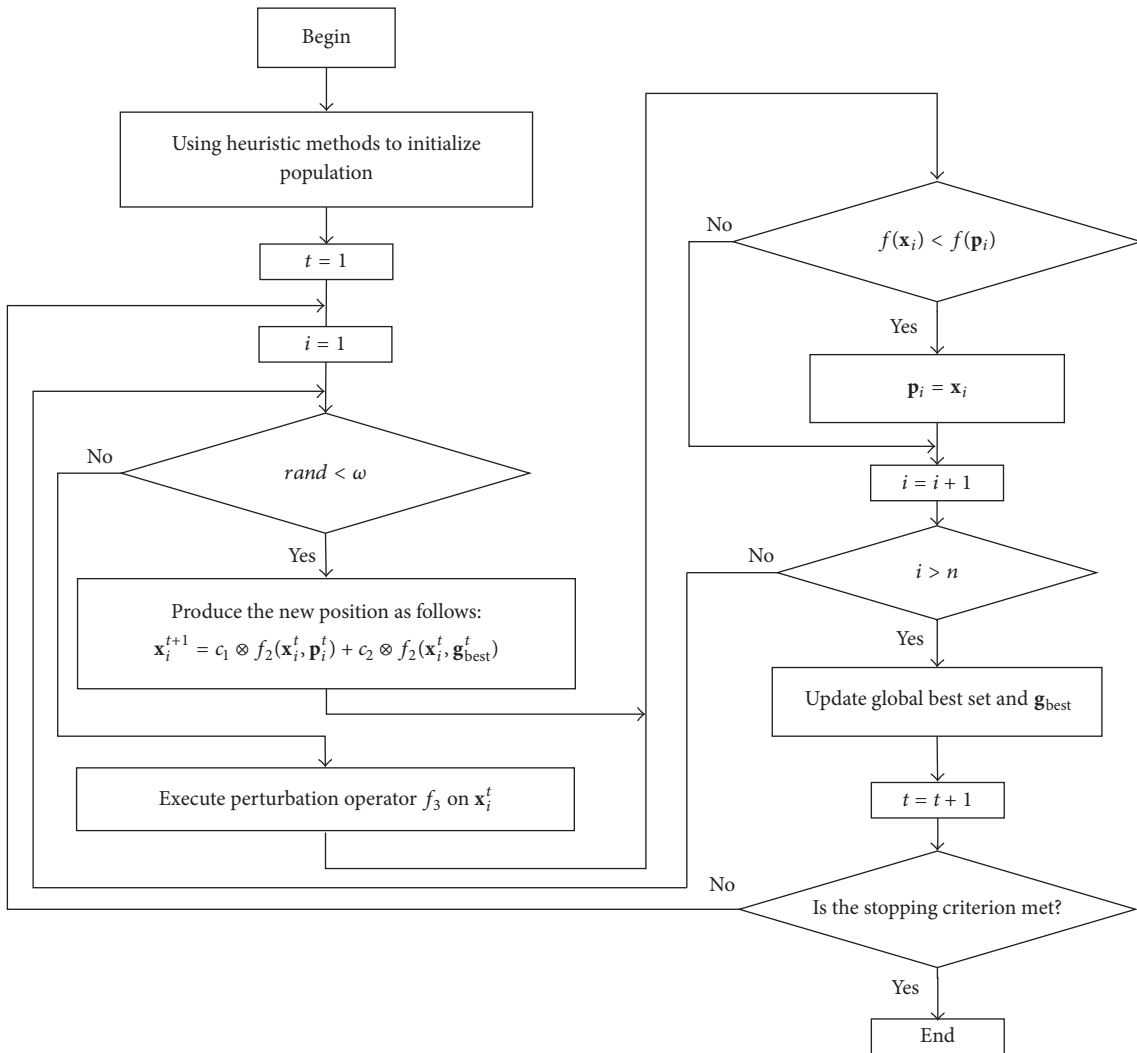 Begin
Using heuristic methods to initialize
population
t = 1
i = 1
No
rand < ω
Yes
Produce the new position as follows:
x_i^{t+1} = c_1 ⊗ f_2(x_i^t, p_i^t) + c_2 ⊗ f_2(x_i^t, g_best^t)
Execute perturbation operator f_3 on x_i^t
No
f(x_i) < f(p_i)
Yes
p_i = x_i
i = i + 1
No
i > n
Yes
Update global best set and g_best
t = t + 1
No
Is the stopping criterion met?
Yes
End